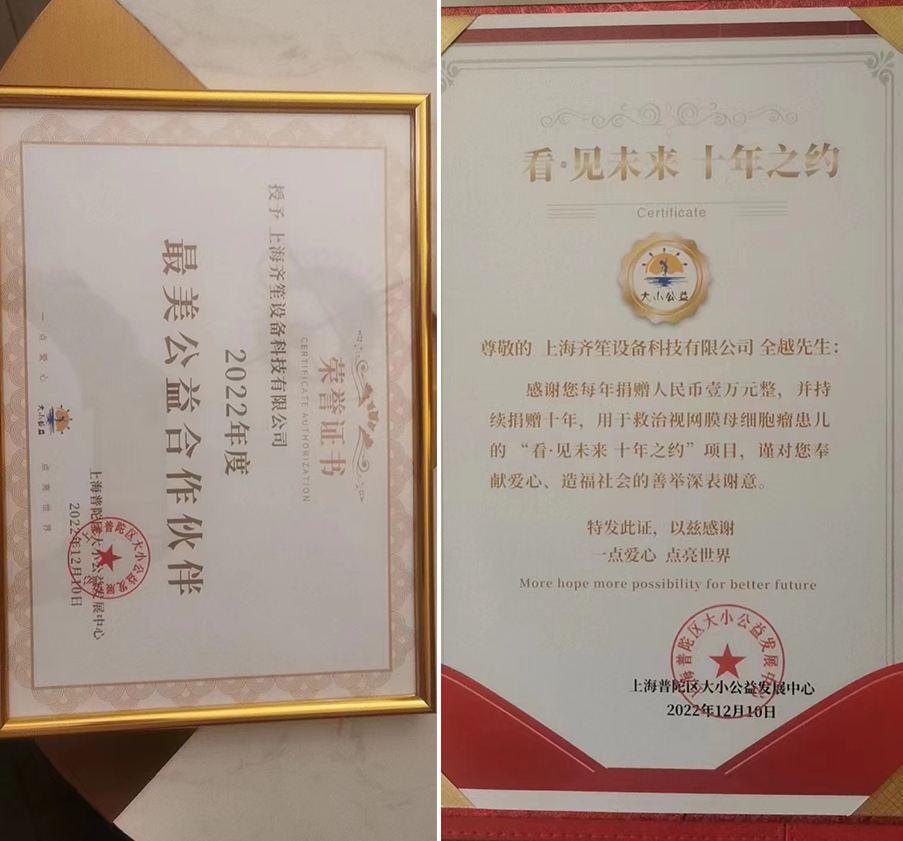 荣誉证书
CERTIFICATE AUTHORIZATION
授予 上海齐笙设备科技有限公司
2022年度
最美公益合作伙伴
上海普陀区大小公益发展中心
2022年12月10日
一点爱心
大小公益
点亮世界
看·见未来 十年之约
Certificate
大小公益
尊敬的 上海齐笙设备科技有限公司 全越先生:
感谢您每年捐赠人民币壹万元整，并持
续捐赠十年，用于救治视网膜母细胞瘤患儿
的“看·见未来 十年之约”项目，谨对您奉
献爱心、造福社会的善举深表谢意。
特发此证，以兹感谢
一点爱心 点亮世界
More hope more possibility for better future
上海普陀区大小公益发展中心
2022年12月10日